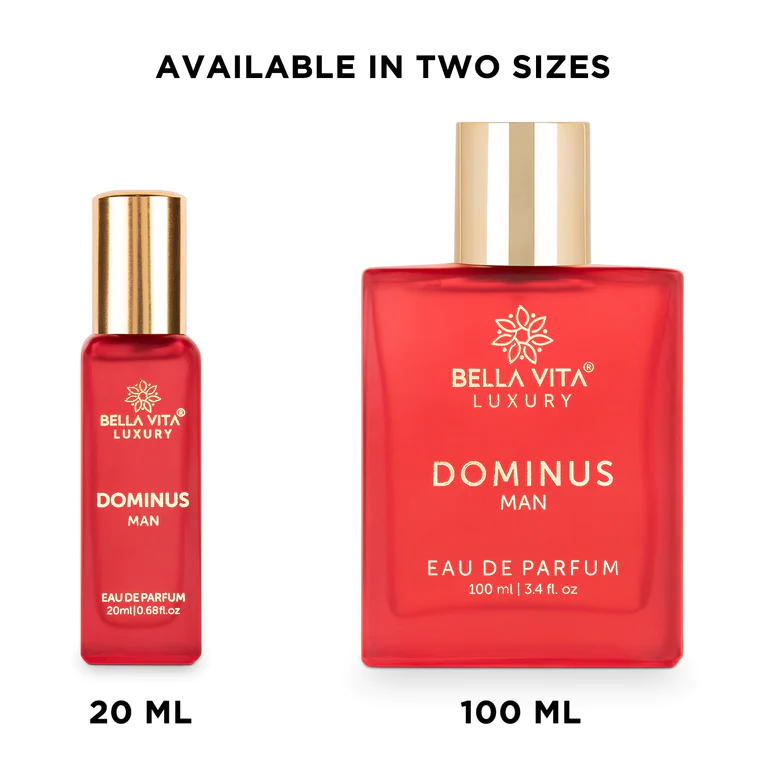 AVAILABLE IN TWO SIZES
BELLA VITA®
LUXURY
DOMINUS
MAN
EAU DE PARFUM
20ml|0.68fl.oz
20 ML
BELLA VITA®
LUXURY
DOMINUS
MAN
EAU DE PARFUM
100 ml | 3.4 fl. oz
100 ML